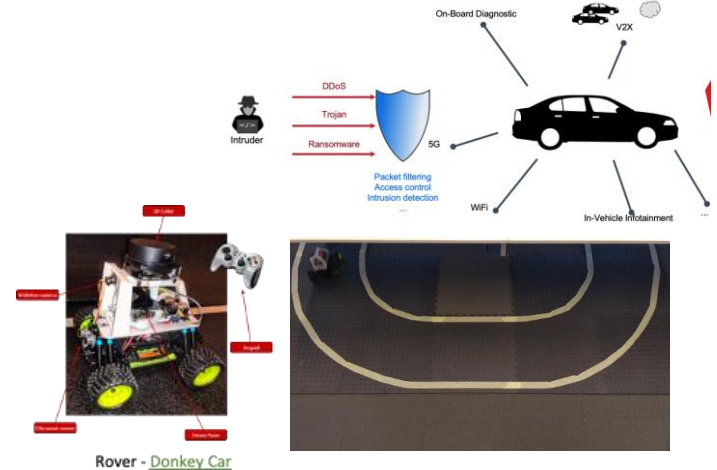 On-Board Diagnostic
V2X
DDoS
Trojan
Ransomware
Intruder
5G
Packet filtering
Access control
Intrusion detection
...
WiFi
In-Vehicle Infotainment
...
Rover - Donkey Car